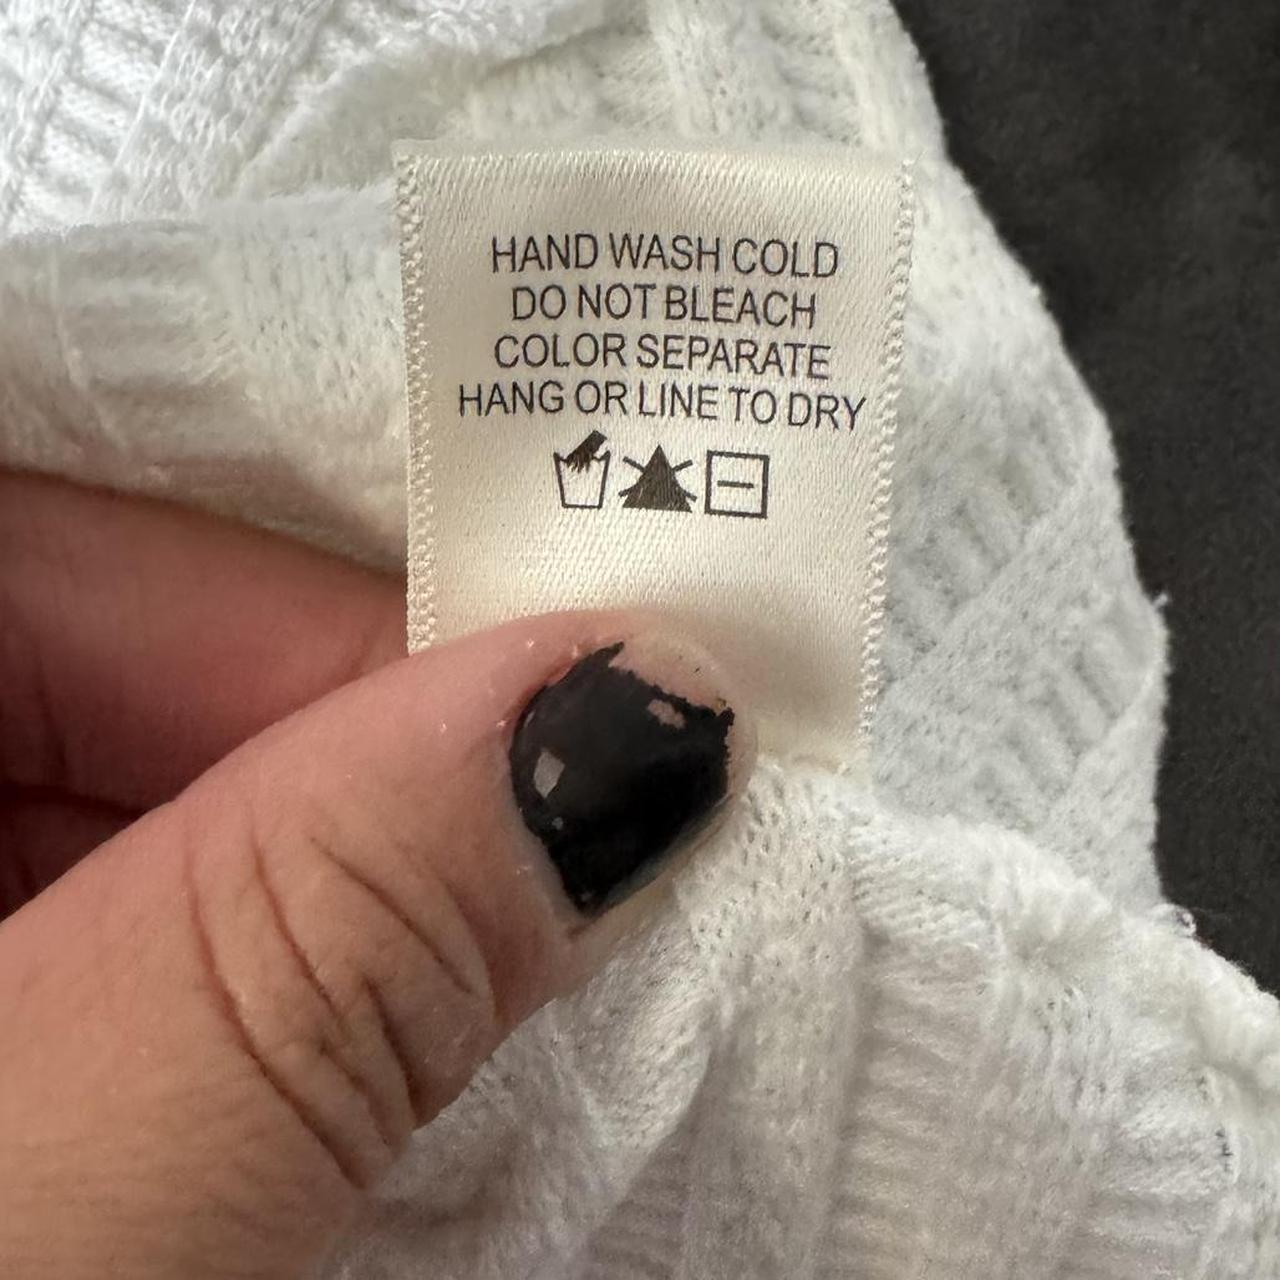 HAND WASH COLD
DO NOT BLEACH
COLOR SEPARATE
HANG OR LINE TO DRY